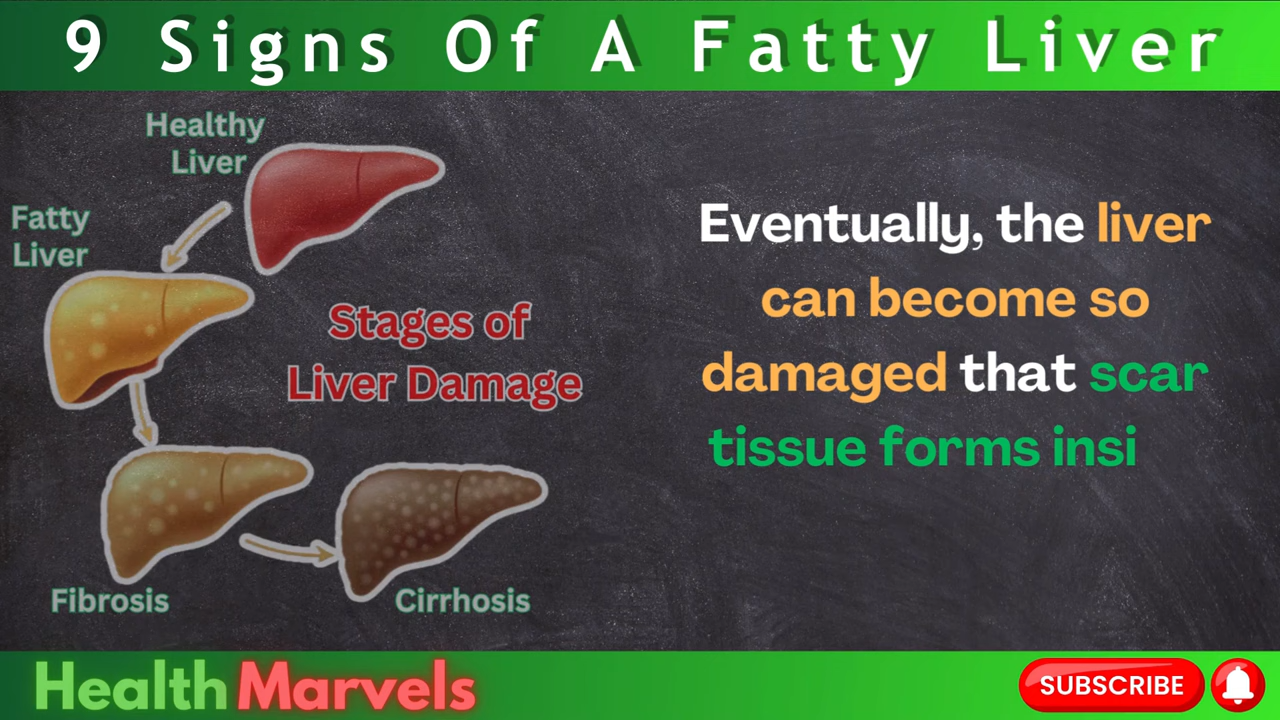 9 Signs Of A Fatty Liver
Healthy
Liver
Fatty
Liver
Stages of
Liver Damage
Fibrosis
Cirrhosis
Eventually, the liver
can become so
damaged that scar
tissue forms insi
HealthMarvels
SUBSCRIBE